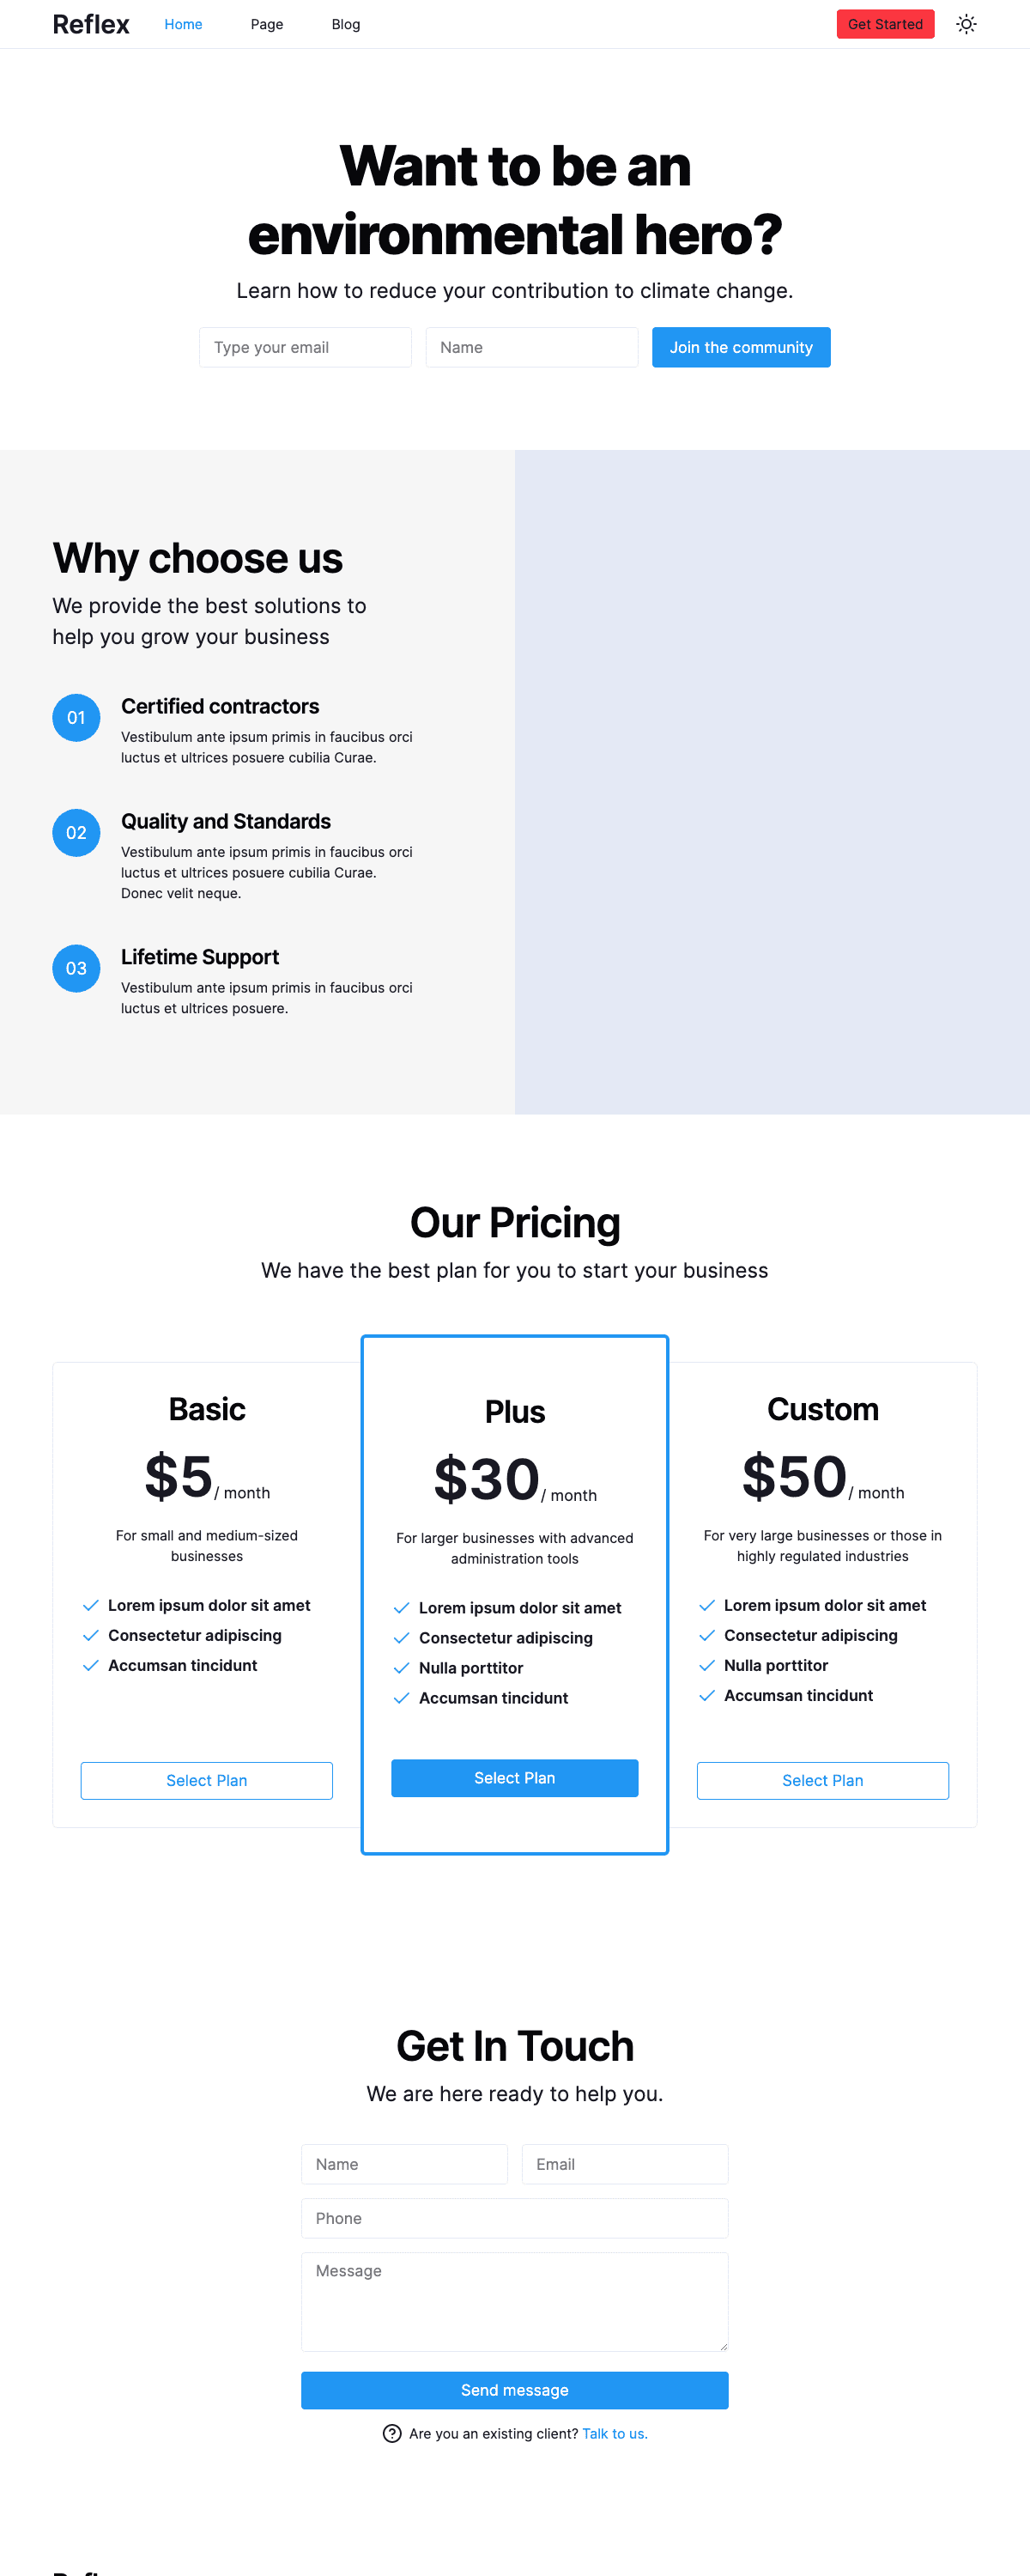 Reflex
Home
Page
Blog
Get Started
Want to be an
environmental hero?
Learn how to reduce your contribution to climate change.
Type your email
Name
Join the community
Why choose us
We provide the best solutions to
help you grow your business
01
Certified contractors
Vestibulum ante ipsum primis in faucibus orci
luctus et ultrices posuere cubilia Curae.
02
Quality and Standards
Vestibulum ante ipsum primis in faucibus orci
luctus et ultrices posuere cubilia Curae.
Donec velit neque.
03
Lifetime Support
Vestibulum ante ipsum primis in faucibus orci
luctus et ultrices posuere.
Our Pricing
We have the best plan for you to start your business
Basic
$5/ month
For small and medium-sized
businesses
Lorem ipsum dolor sit amet
Consectetur adipiscing
Accumsan tincidunt
Select Plan
Plus
$30/ month
For larger businesses with advanced
administration tools
Lorem ipsum dolor sit amet
Consectetur adipiscing
Nulla porttitor
Accumsan tincidunt
Select Plan
Custom
$50/ month
For very large businesses or those in
highly regulated industries
Lorem ipsum dolor sit amet
Consectetur adipiscing
Nulla porttitor
Accumsan tincidunt
Select Plan
Get In Touch
We are here ready to help you.
Name
Email
Phone
Message
Send message
Are you an existing client? Talk to us.